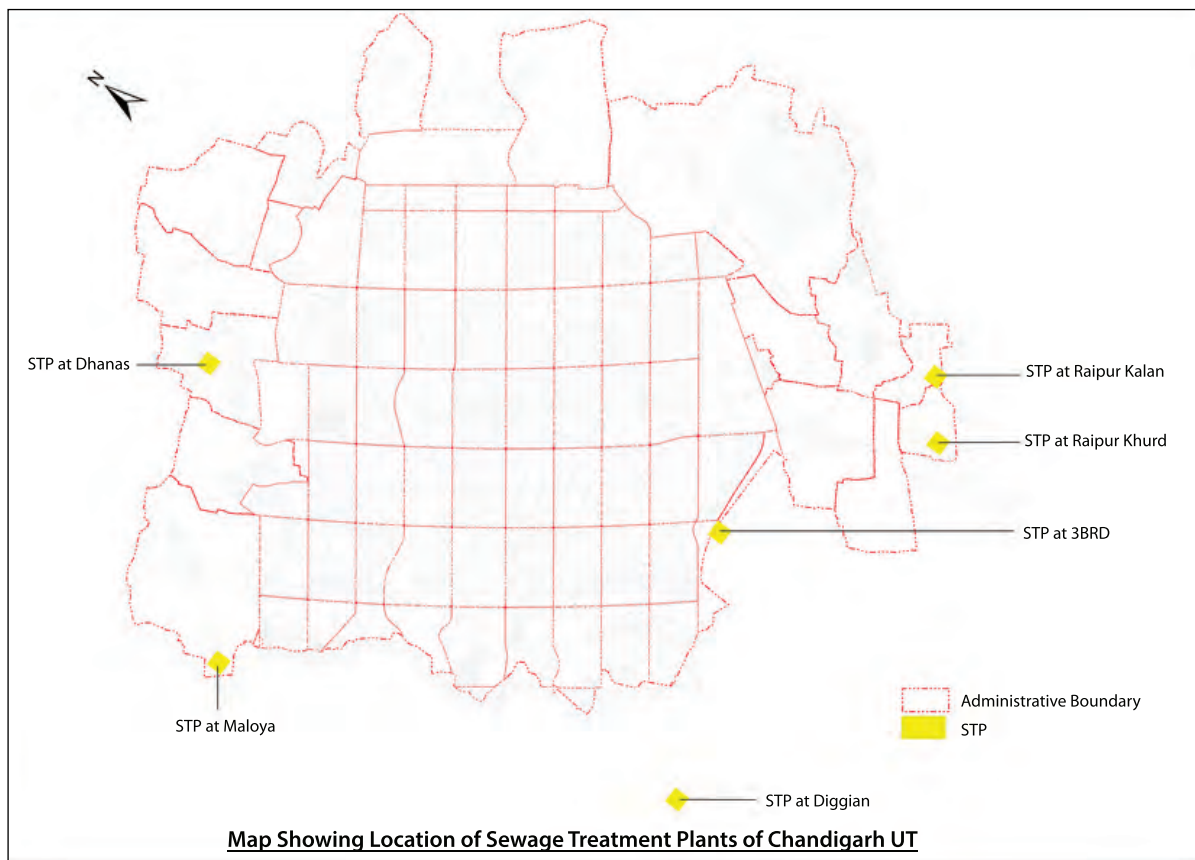 N
STP at Dhanas
STP at Raipur Kalan
STP at Raipur Khurd
STP at 3BRD
Administrative Boundary
STP
STP at Maloya
STP at Diggian
Map Showing Location of Sewage Treatment Plants of Chandigarh UT